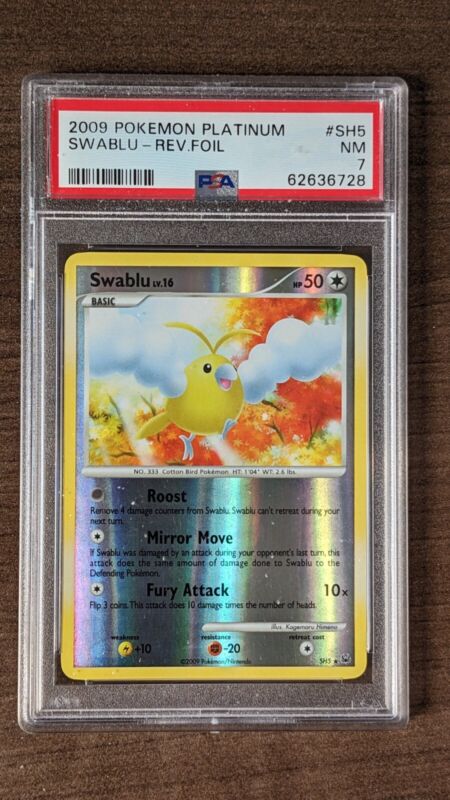 2009 POKEMON PLATINUM #SH5
SWABLU - REV.FOIL NM
7
PSA 62636728
Swablu LV.16 HP 50
BASIC
NO. 333 Cotton Bird Pokémon HT: 1'04" WT: 2.6 lbs.
Roost
Remove 4 damage counters from Swablu. Swablu can't retreat during your
next turn.
Mirror Move
If Swablu was damaged by an attack during your opponent's last turn, this
attack does the same amount of damage done to Swablu to the
Defending Pokémon.
Fury Attack 10x
Flip 3 coins. This attack does 10 damage times the number of heads.
Illus. Kagemaru Himeno
weakness resistance retreat cost
+10 -20
©2009 Pokémon/Nintendo SH5